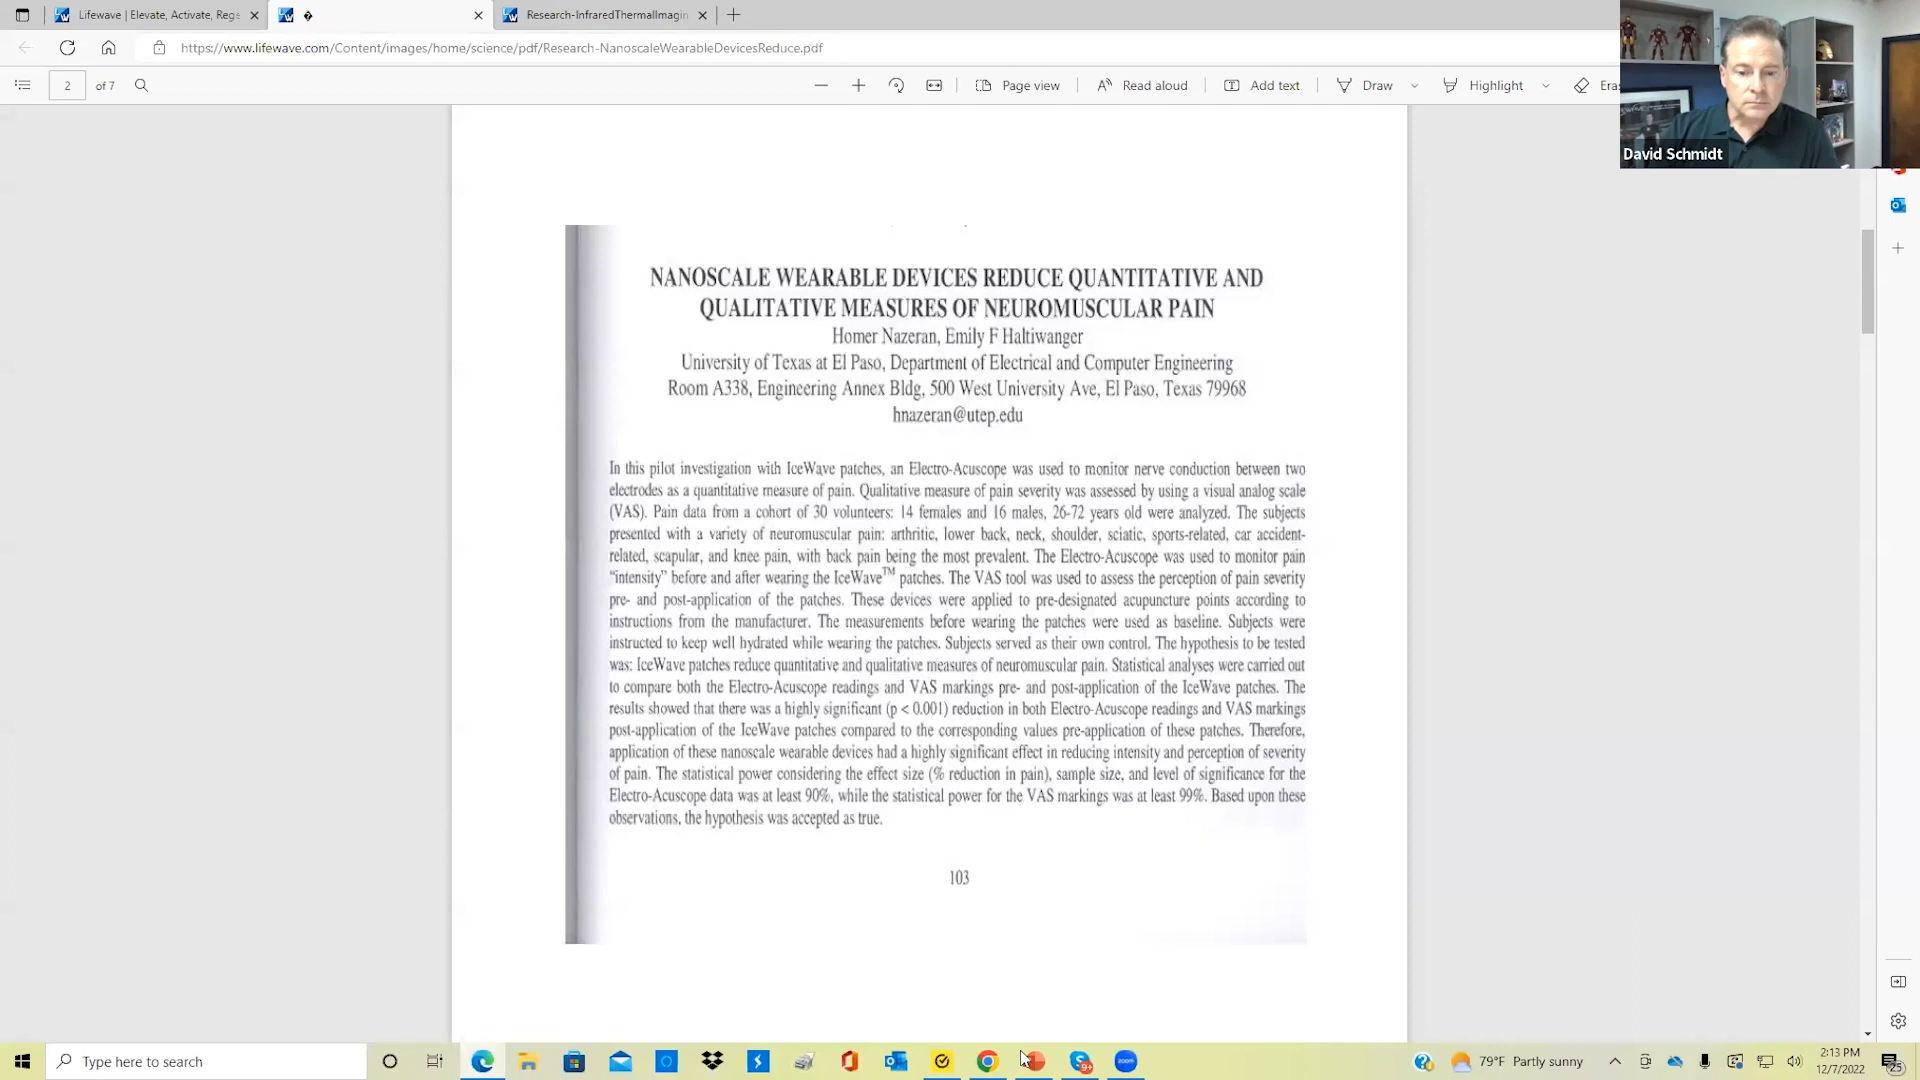 Lifewave | Elevate, Activate, Rege
Research-InfraredThermalImagin
https://www.lifewave.com/Content/images/home/science/pdf/Research-NanoscaleWearableDevicesReduce.pdf
2 of 7
Page view
Read aloud
Add text
Draw
Highlight
Eras
David Schmidt
NANOSCALE WEARABLE DEVICES REDUCE QUANTITATIVE AND
QUALITATIVE MEASURES OF NEUROMUSCULAR PAIN
Homer Nazeran, Emily F Haltiwanger
University of Texas at El Paso, Department of Electrical and Computer Engineering
Room A338, Engineering Annex Bldg, 500 West University Ave, El Paso, Texas 79968
hnazeran@utep.edu
In this pilot investigation with IceWave patches, an Electro-Acuscope was used to monitor nerve conduction between two
electrodes as a quantitative measure of pain. Qualitative measure of pain severity was assessed by using a visual analog scale
(VAS). Pain data from a cohort of 30 volunteers: 14 females and 16 males, 26-72 years old were analyzed. The subjects
presented with a variety of neuromuscular pain: arthritic, lower back, neck, shoulder, sciatic, sports-related, car accident-
related, scapular, and knee pain, with back pain being the most prevalent. The Electro-Acuscope was used to monitor pain
"intensity" before and after wearing the IceWave™ patches. The VAS tool was used to assess the perception of pain severity
pre- and post-application of the patches. These devices were applied to pre-designated acupuncture points according to
instructions from the manufacturer. The measurements before wearing the patches were used as baseline. Subjects were
instructed to keep well hydrated while wearing the patches. Subjects served as their own control. The hypothesis to be tested
was: IceWave patches reduce quantitative and qualitative measures of neuromuscular pain. Statistical analyses were carried out
to compare both the Electro-Acuscope readings and VAS markings pre- and post-application of the IceWave patches. The
results showed that there was a highly significant (p < 0.001) reduction in both Electro-Acuscope readings and VAS markings
post-application of the IceWave patches compared to the corresponding values pre-application of these patches. Therefore,
application of these nanoscale wearable devices had a highly significant effect in reducing intensity and perception of severity
of pain. The statistical power considering the effect size (% reduction in pain), sample size, and level of significance for the
Electro-Acuscope data was at least 90%, while the statistical power for the VAS markings was at least 99%. Based upon these
observations, the hypothesis was accepted as true.
103
Type here to search
79°F Partly sunny
2:13 PM
12/7/2022
25